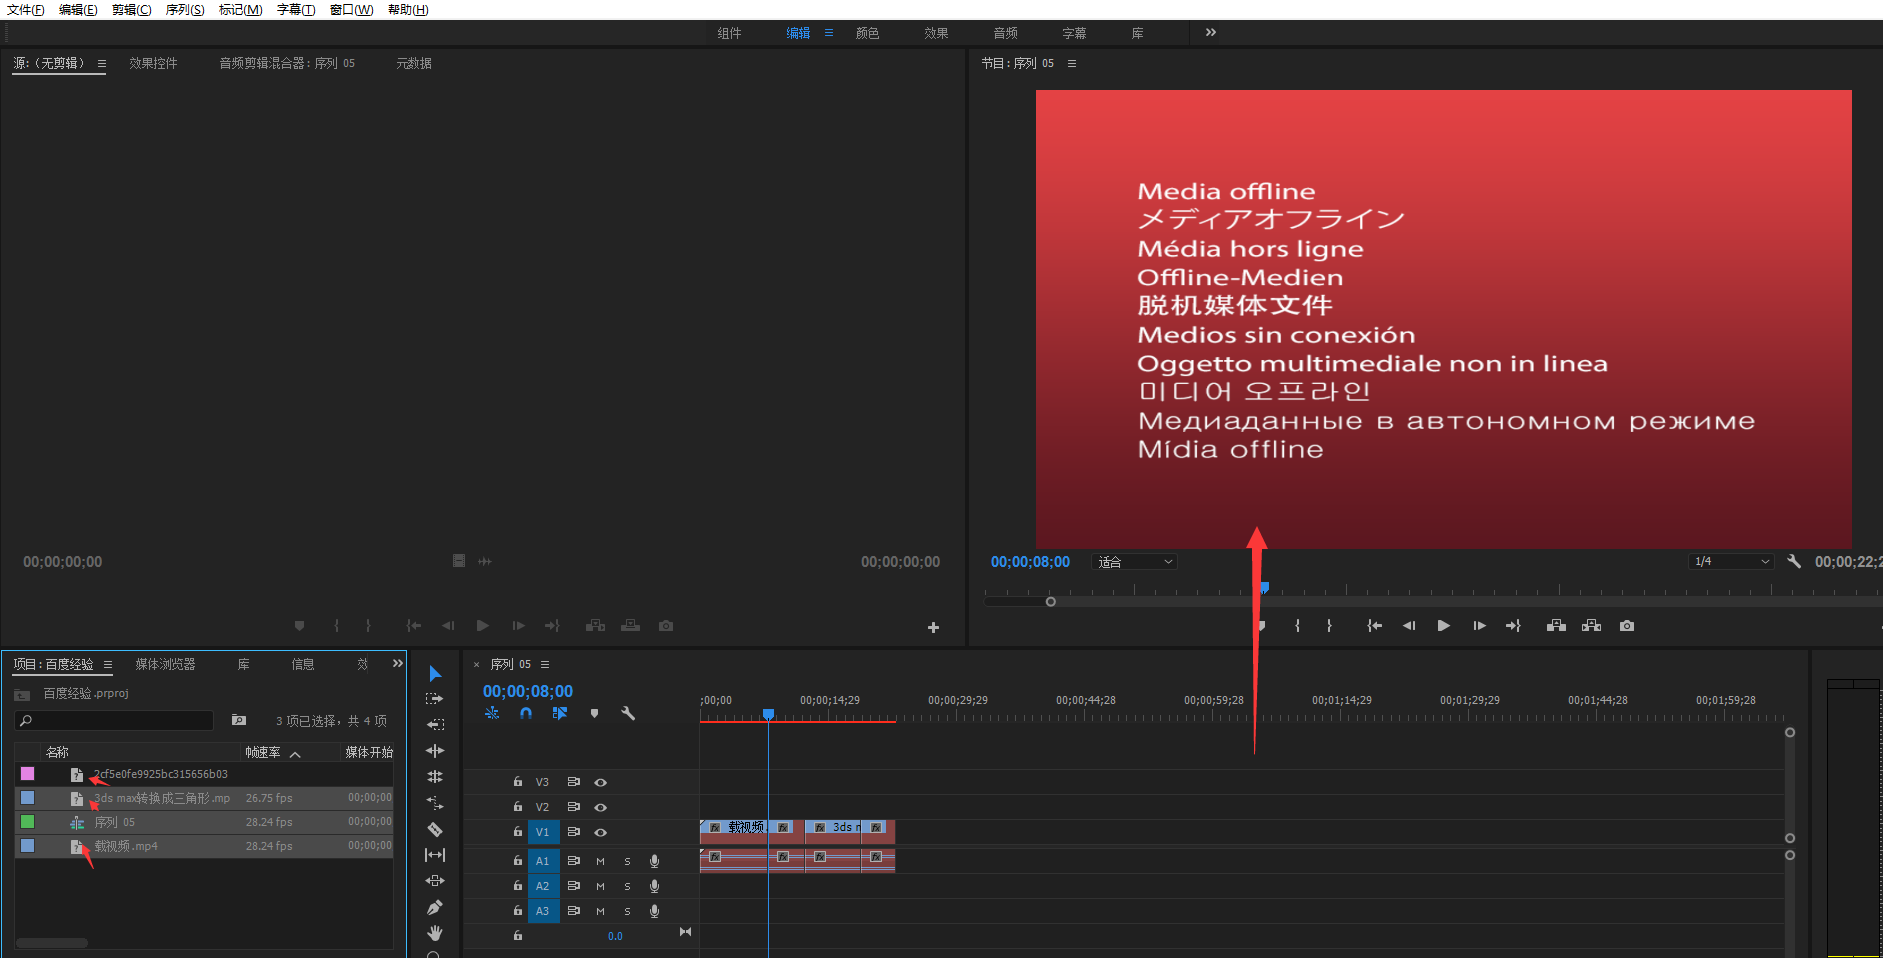 文件(F) 编辑(E) 剪辑(C) 序列(S) 标记(M) 字幕(T) 窗口(W) 帮助(H)
组件 编辑 颜色 效果 音频 字幕 库
源:(无剪辑) 效果控件 音频剪辑混合器: 序列 05 元数据
节目: 序列 05
Media offline
メディアオフライン
Média hors ligne
Offline-Medien
脱机媒体文件
Medios sin conexión
Oggetto multimediale non in linea
미디어 오프라인
Медиаданные в автономном режиме
Mídia offline
00;00;00;00 00;00;00;00
00;00;08;00 适合 1/4 00;00;22;2
项目: 百度经验 媒体浏览器 库 信息 效
百度经验.prproj
3 项已选择, 共 4 项
名称 帧速率 媒体开始
2cf5e0fe9925bc315656b03
3ds max转换成三角形.mp 26.75 fps 00;00;00
序列 05 28.24 fps 00;00;00
载视频.mp4 28.24 fps 00;00;00
× 序列 05
00;00;08;00
;00;00 00;00;14;29 00;00;29;29 00;00;44;28 00;00;59;28 00;01;14;29 00;01;29;29 00;01;44;28 00;01;59;28
V3
V2
V1 fx 载视频. fx fx 3ds m fx
A1 M S fx fx fx fx
A2 M S
A3 M S
0.0